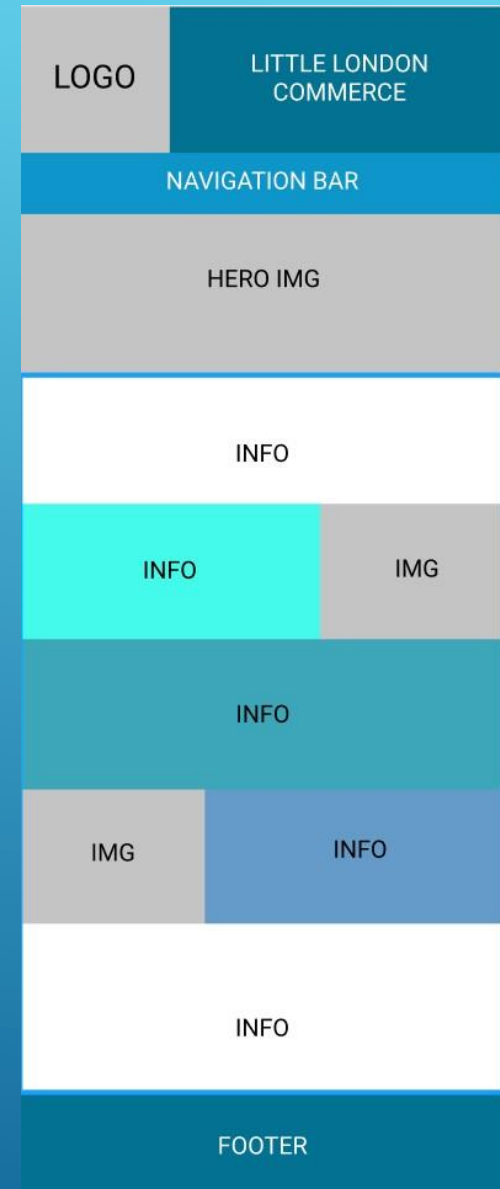 LOGO
LITTLE LONDON
COMMERCE
NAVIGATION BAR
HERO IMG
INFO
INFO
IMG
INFO
IMG
INFO
INFO
FOOTER